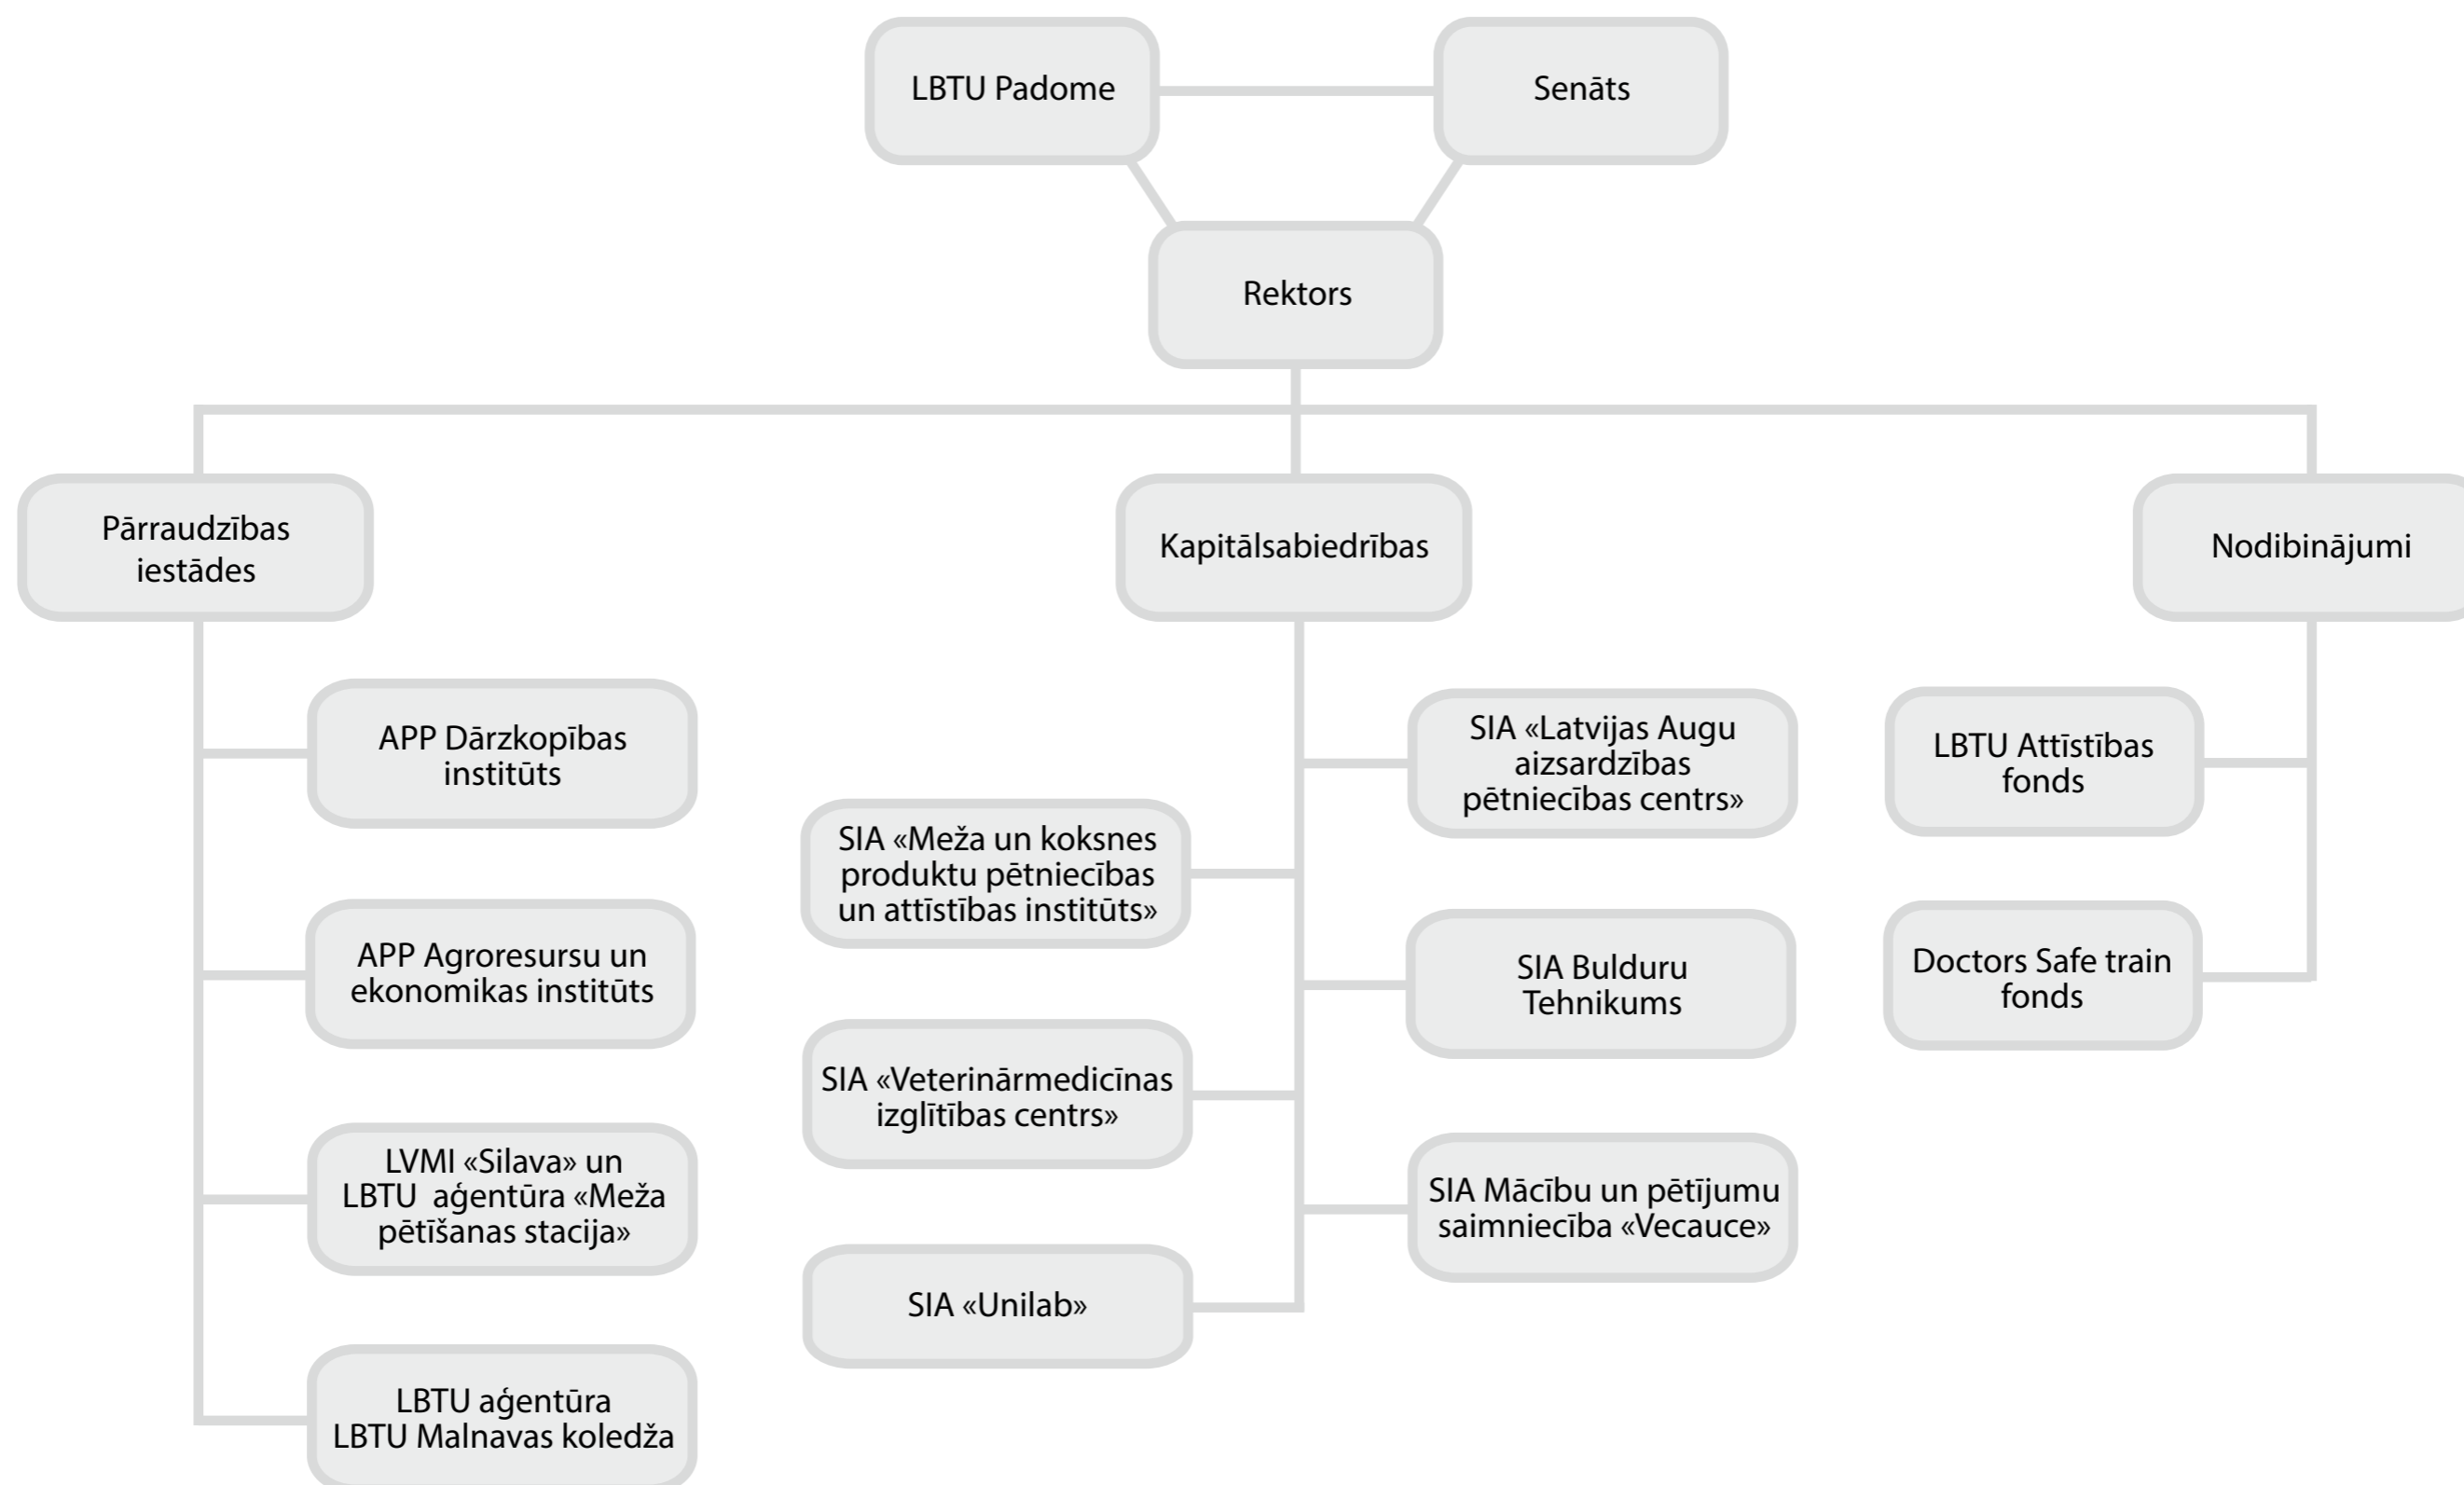 LBTU Padome
Senāts
Rektors
Pārraudzības
iestādes
Kapitālsabiedrības
Nodibinājumi
APP Dārzkopības
institūts
APP Agroresursu un
ekonomikas institūts
LVMI «Silava» un
LBTU aģentūra «Meža
pētīšanas stacija»
LBTU aģentūra
LBTU Malnavas koledža
SIA «Latvijas Augu
aizsardzības
pētniecības centrs»
SIA «Meža un koksnes
produktu pētniecības
un attīstības institūts»
SIA Bulduru
Tehnikums
SIA «Veterinārmedicīnas
izglītības centrs»
SIA Mācību un pētījumu
saimniecība «Vecauce»
SIA «Unilab»
LBTU Attīstības
fonds
Doctors Safe train
fonds